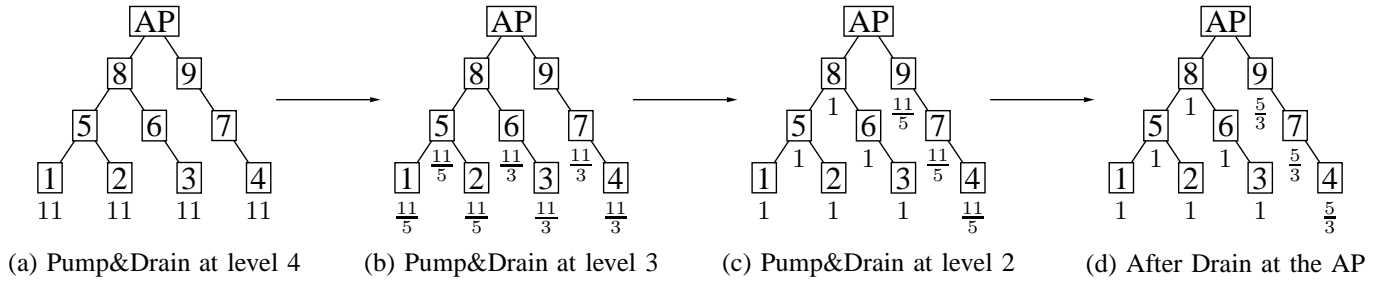 AP AP AP AP
8 9 8 9 8 9 8 9
1 11/5 1 5/3
5 6 7 5 6 7 5 6 7 5 6 7
11/5 11/3 11/3 1 1 11/5 1 1 5/3
1 2 3 4 1 2 3 4 1 2 3 4 1 2 3 4
11 11 11 11 11/5 11/5 11/3 11/3 1 1 1 11/5 1 1 1 5/3
(a) Pump&Drain at level 4 (b) Pump&Drain at level 3 (c) Pump&Drain at level 2 (d) After Drain at the AP